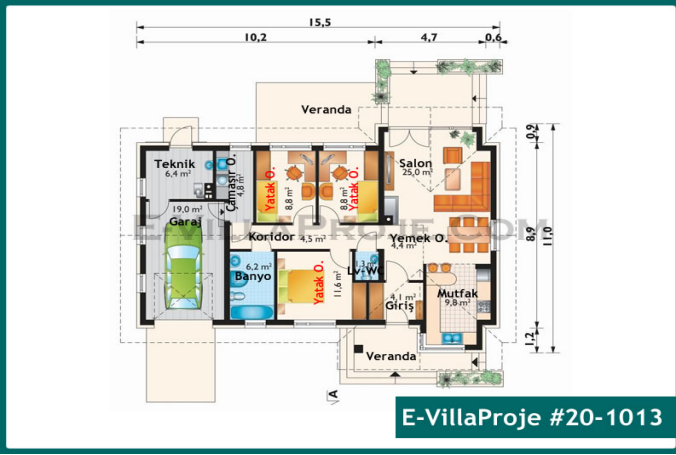 15,5
10,2
4,7
0,6
Veranda
0,9
8,9
11,0
1,2
Teknik
6,4 m²
Çamaşır O.
4,8 m²
Yatak O.
8,8 m²
Yatak O.
8,8 m²
Salon
25,0 m²
19,0 m²
Garaj
E-VillaProje.Com
Koridor
4,5 m²
Yemek O.
4,4 m²
6,2 m²
Banyo
Yatak O.
11,6 m²
1,3 m²
Lv-WC
4,1 m²
Giriş
Mutfak
9,8 m²
Veranda
A
E-VillaProje #20-1013